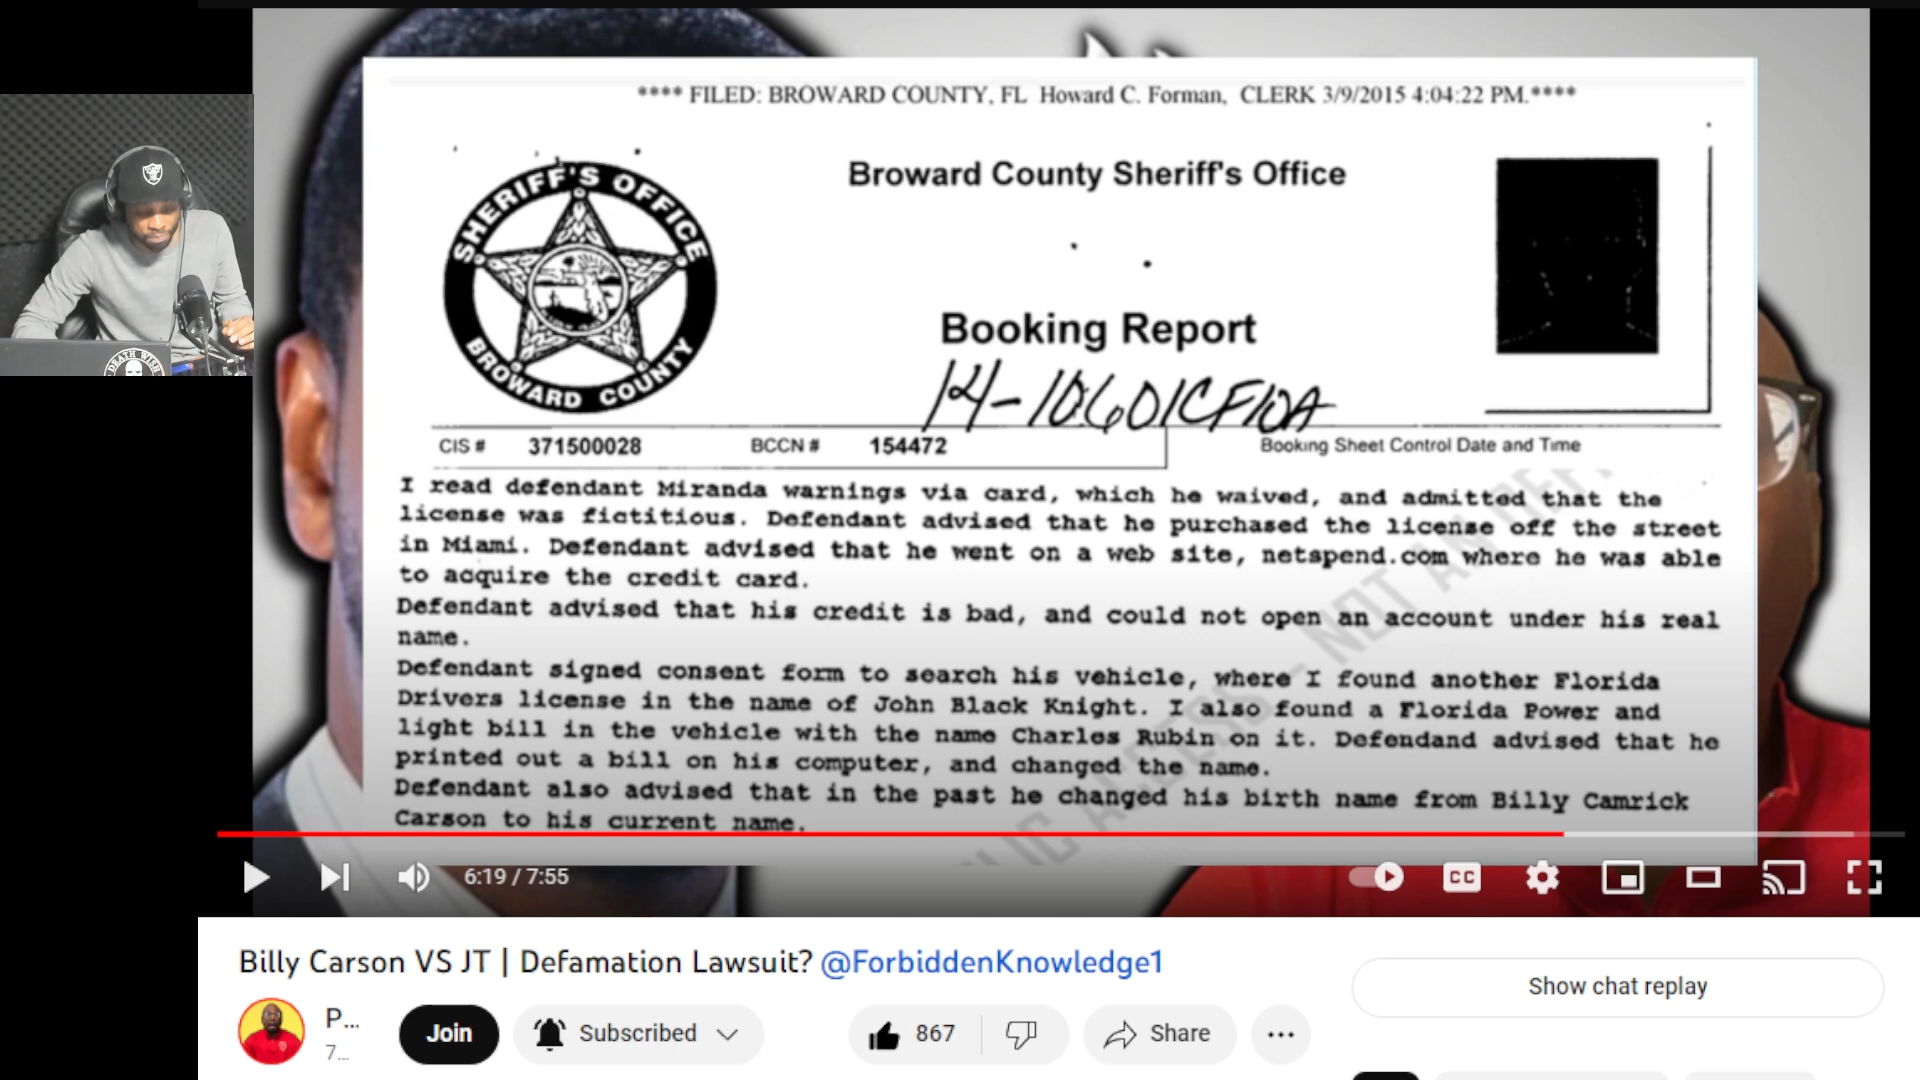 **** FILED: BROWARD COUNTY, FL Howard C. Forman, CLERK 3/9/2015 4:04:22 PM.****
SHERIFF'S OFFICE
BROWARD COUNTY
Broward County Sheriff's Office
Booking Report
14-10601CF10A
CIS # 371500028 BCCN # 154472 Booking Sheet Control Date and Time
I read defendant Miranda warnings via card, which he waived, and admitted that the
license was fictitious. Defendant advised that he purchased the license off the street
in Miami. Defendant advised that he went on a web site, netspend.com where he was able
to acquire the credit card.
Defendant advised that his credit is bad, and could not open an account under his real
name.
Defendant signed consent form to search his vehicle, where I found another Florida
Drivers license in the name of John Black Knight. I also found a Florida Power and
light bill in the vehicle with the name Charles Rubin on it. Defendand advised that he
printed out a bill on his computer, and changed the name.
Defendant also advised that in the past he changed his birth name from Billy Camrick
Carson to his current name.
DEATH WISH
6:19 / 7:55
CC
Billy Carson VS JT | Defamation Lawsuit? @ForbiddenKnowledge1
Show chat replay
P...
7...
Join
Subscribed
867
Share